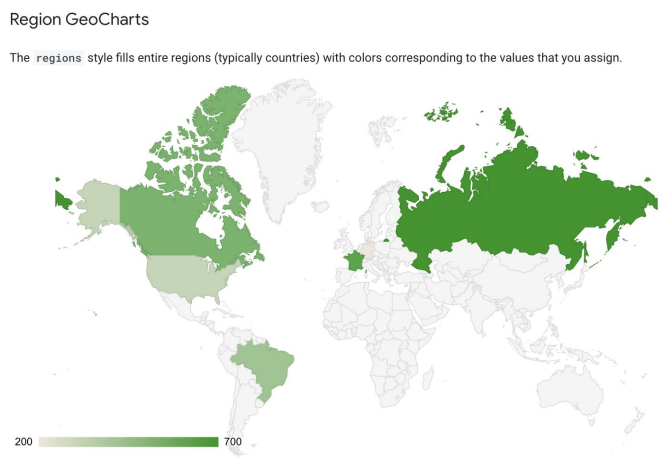 Region GeoCharts
The regions style fills entire regions (typically countries) with colors corresponding to the values that you assign.
200 700